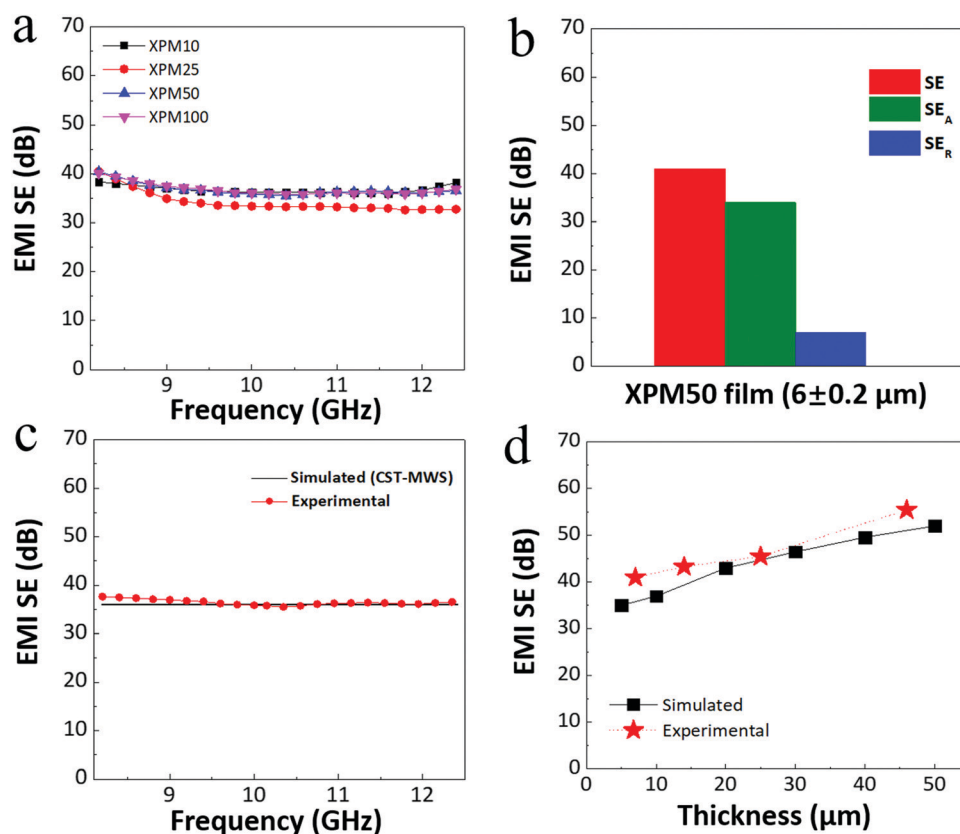 a
70
60
50
40
30
20
10
0
EMI SE (dB)
XPM10
XPM25
XPM50
XPM100
9
10
11
12
Frequency (GHz)
b
70
60
50
40
30
20
10
0
EMI SE (dB)
SE
SE_A
SE_R
XPM50 film (6±0.2 μm)
c
70
60
50
40
30
20
10
0
EMI SE (dB)
Simulated (CST-MWS)
Experimental
9
10
11
12
Frequency (GHz)
d
70
60
50
40
30
20
10
0
EMI SE (dB)
Simulated
Experimental
0
10
20
30
40
50
Thickness (μm)